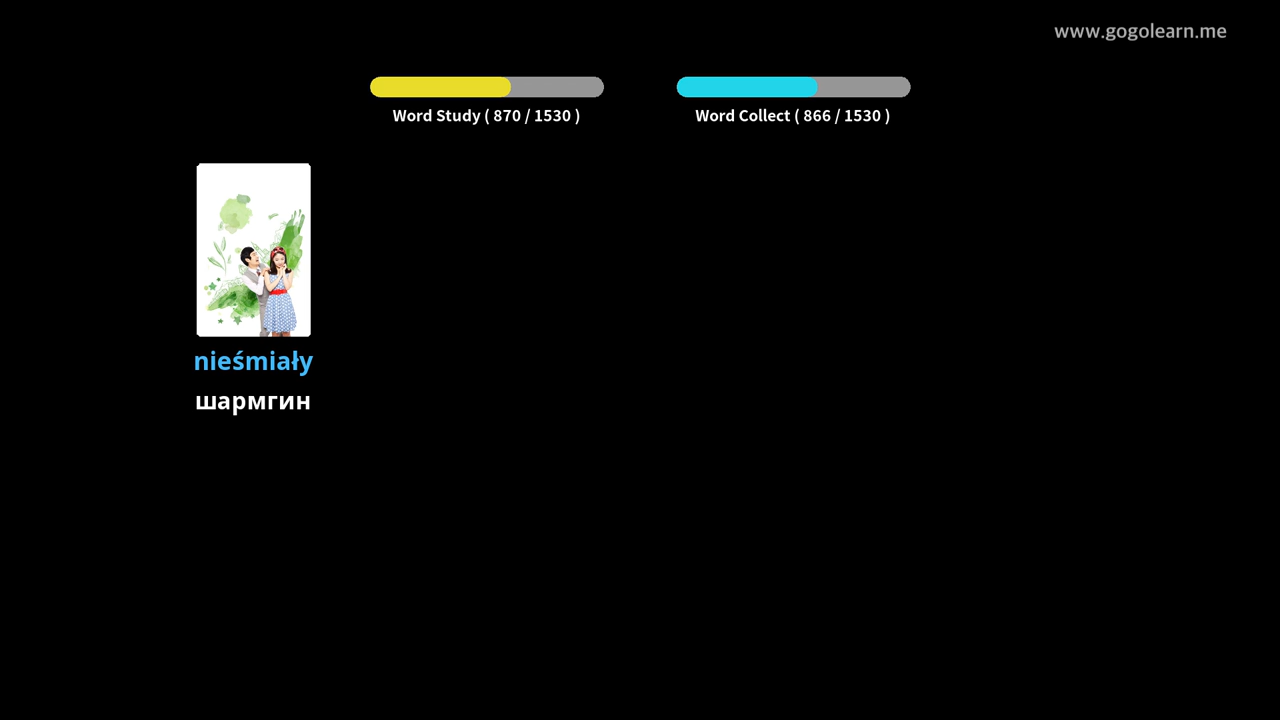 www.gogolearn.me
Word Study ( 870 / 1530 )
Word Collect ( 866 / 1530 )
nieśmiały
шармгин